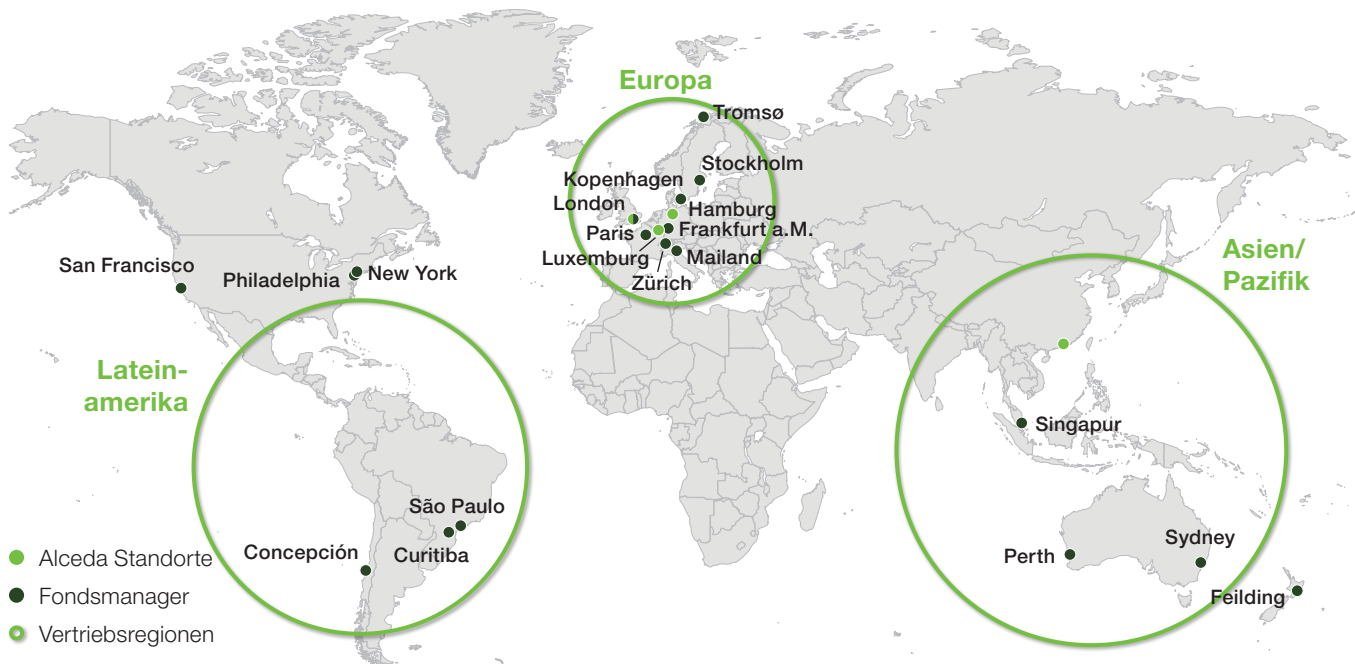 Europa
Tromsø
Stockholm
Kopenhagen
London
Hamburg
Paris
Frankfurt a.M.
Luxemburg
Mailand
Zürich
San Francisco
Philadelphia
New York
Asien/
Pazifik
Latein-
amerika
Singapur
São Paulo
Concepción
Curitiba
Perth
Sydney
Feilding
Alceda Standorte
Fondsmanager
Vertriebsregionen